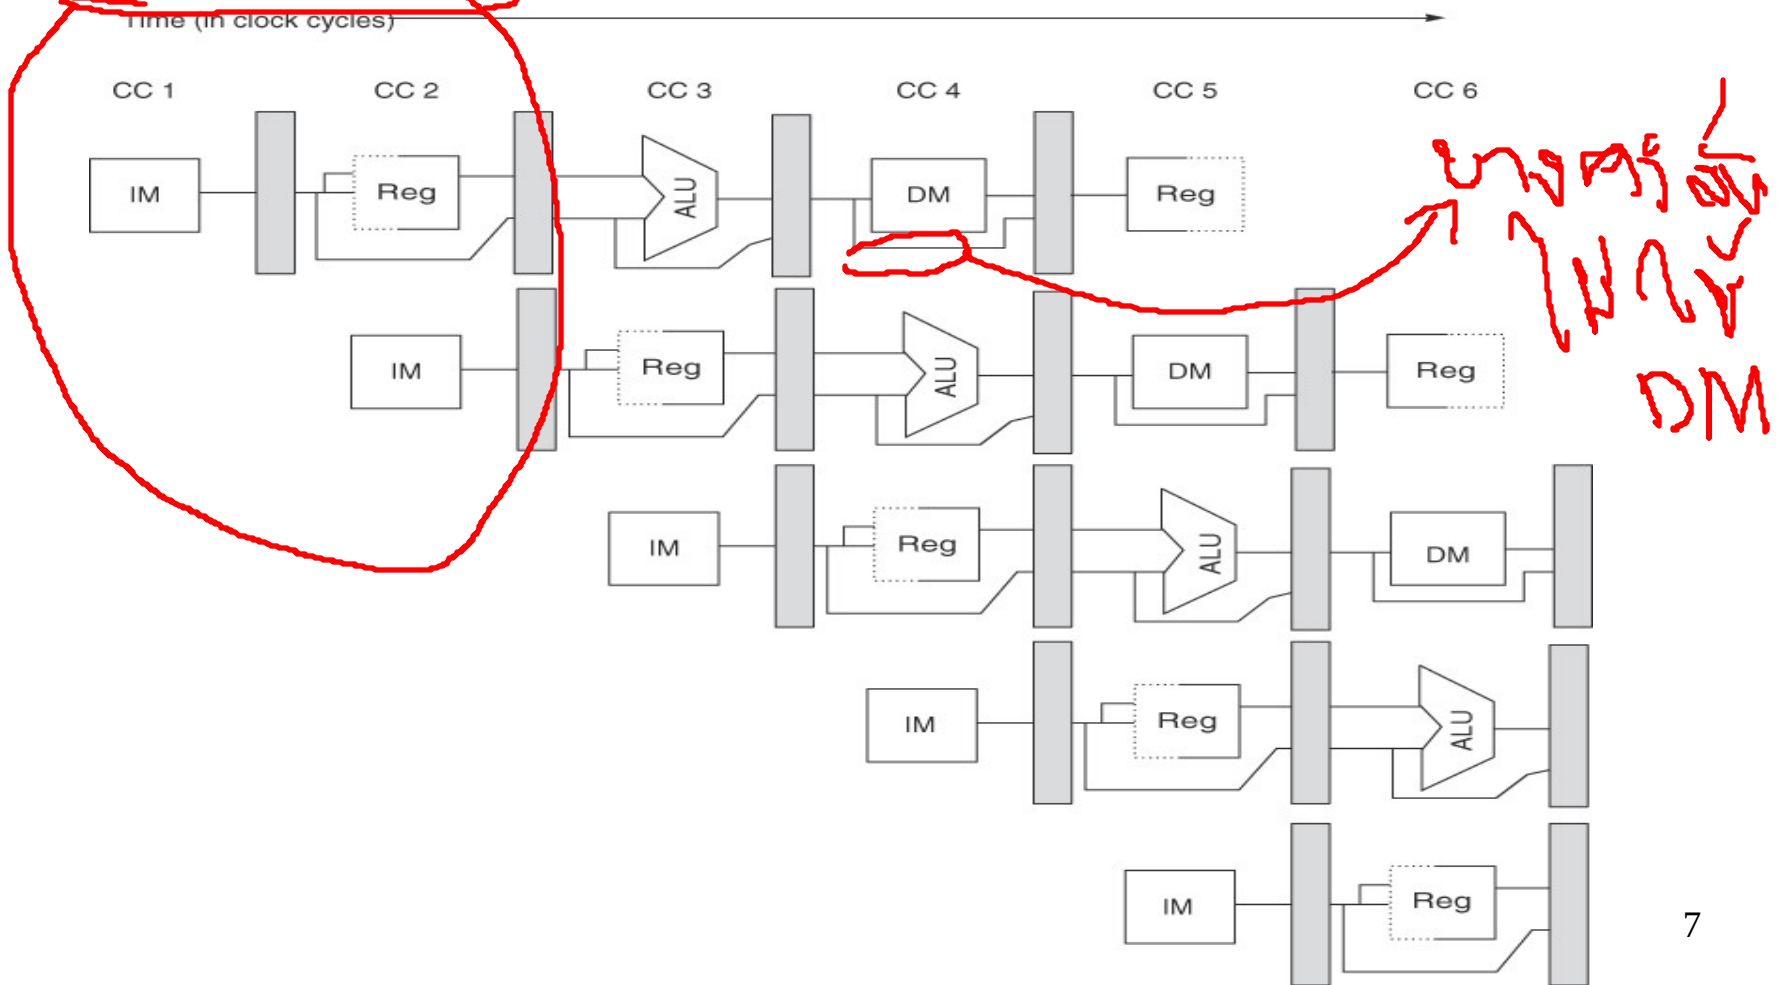 Time (in clock cycles)
CC 1 CC 2 CC 3 CC 4 CC 5 CC 6
IM Reg ALU DM Reg
IM Reg ALU DM Reg
DM
IM Reg ALU DM
IM Reg ALU
IM Reg
7